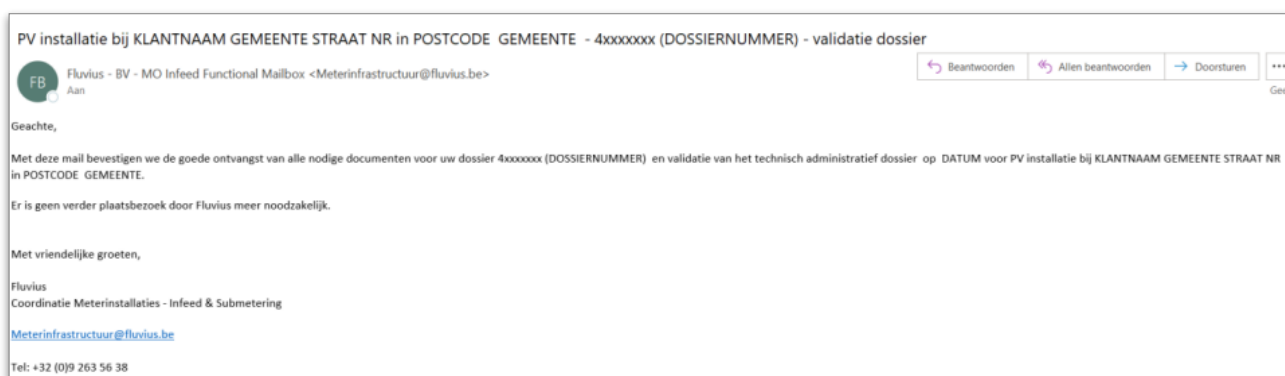 PV installatie bij KLANTNAAM GEMEENTE STRAAT NR in POSTCODE GEMEENTE - 4xxxxxxx (DOSSIERNUMMER) - validatie dossier
FB
Fluvius - BV - MO Infeed Functional Mailbox <Meterinfrastructuur@fluvius.be>
Aan
Beantwoorden
Allen beantwoorden
Doorsturen
...
Geachte,
Met deze mail bevestigen we de goede ontvangst van alle nodige documenten voor uw dossier 4xxxxxxx (DOSSIERNUMMER) en validatie van het technisch administratief dossier op DATUM voor PV installatie bij KLANTNAAM GEMEENTE STRAAT NR
in POSTCODE GEMEENTE.
Er is geen verder plaatsbezoek door Fluvius meer noodzakelijk.
Met vriendelijke groeten,
Fluvius
Coordinatie Meterinstallaties - Infeed & Submetering
Meterinfrastructuur@fluvius.be
Tel: +32 (0)9 263 56 38